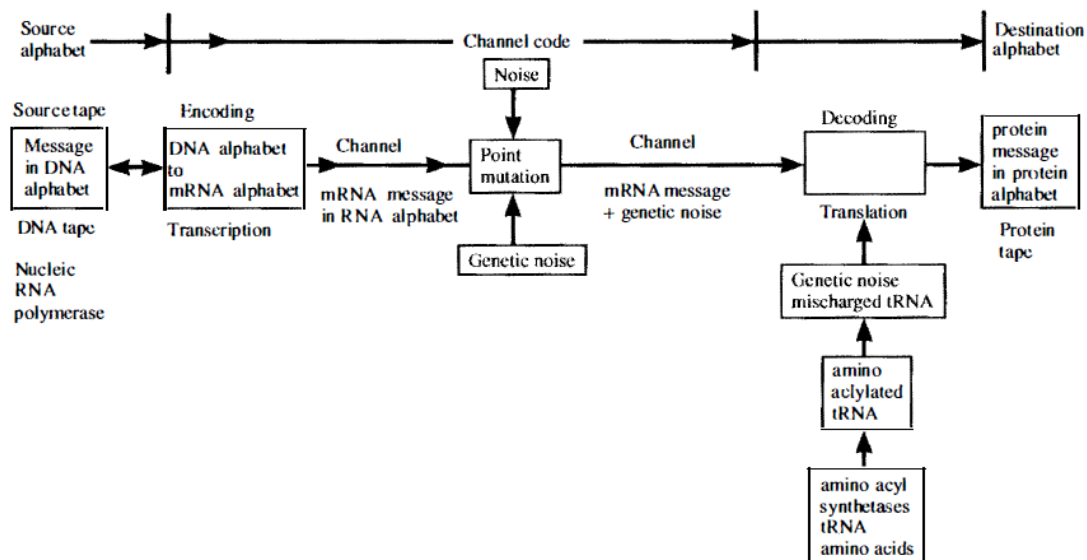 Source
alphabet
Channel code
Destination
alphabet
Noise
Source tape
Message
in DNA
alphabet
DNA tape
Nucleic
RNA
polymerase
Encoding
DNA alphabet
to
mRNA alphabet
Transcription
Channel
mRNA message
in RNA alphabet
Point
mutation
Genetic noise
Channel
mRNA message
+ genetic noise
Decoding
Translation
Genetic noise
mischarged tRNA
amino
aclylated
tRNA
amino acyl
synthetases
tRNA
amino acids
protein
message
in protein
alphabet
Protein
tape